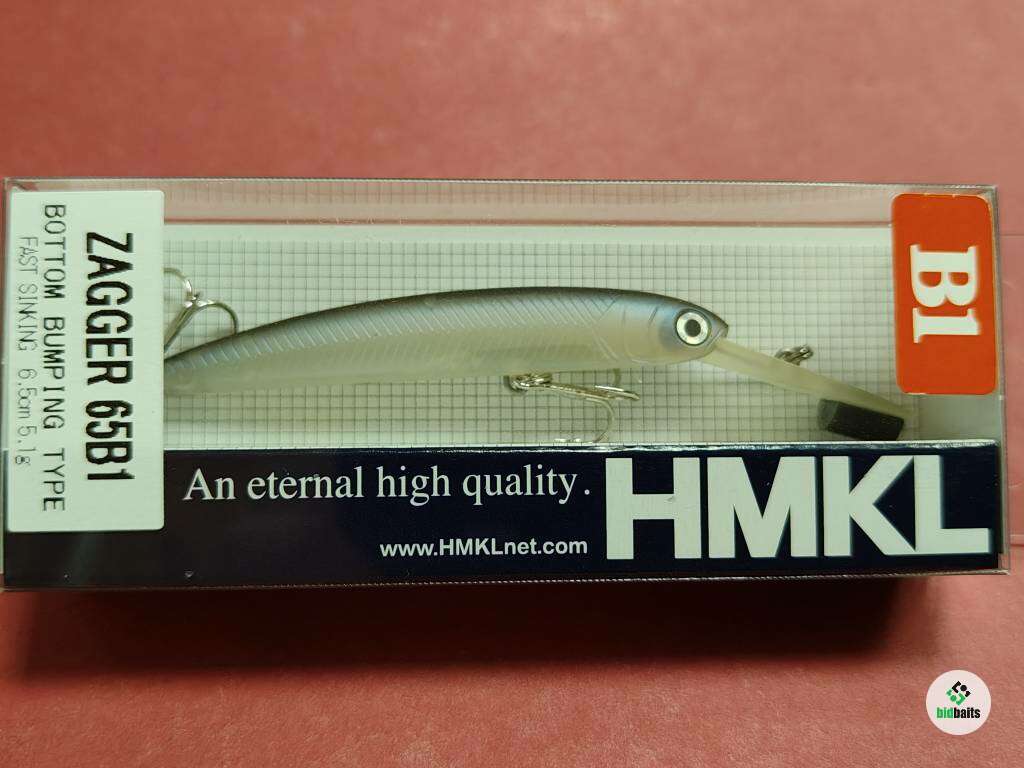 ZAGGER 65B1
BOTTOM BUMPING TYPE
FAST SINKING 6.5cm 5.1g
B1
An eternal high quality.
www.HMKLnet.com
HMKL
bidbaits